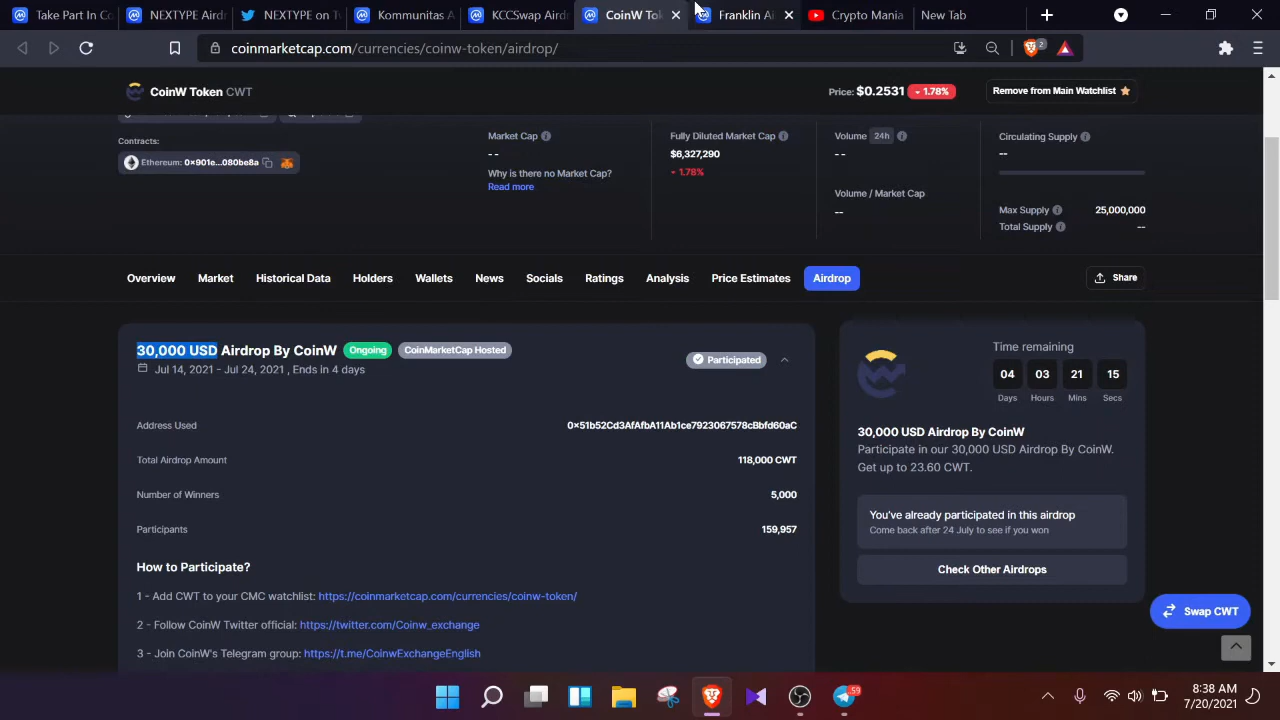 Take Part In Co
NEXTYPE Airdr
NEXTYPE on T
Kommunitas A
KCCSwap Airdr
CoinW Tok
Franklin Ai
Crypto Mania
New Tab
coinmarketcap.com/currencies/coinw-token/airdrop/
2
CoinW Token CWT
Price: $0.2531 1.78%
Remove from Main Watchlist
Contracts:
Ethereum: 0x901e...080be8a
Market Cap
--
Why is there no Market Cap?
Read more
Fully Diluted Market Cap
$6,327,290
1.78%
Volume 24h
--
Volume / Market Cap
--
Circulating Supply
--
Max Supply 25,000,000
Total Supply --
Overview Market Historical Data Holders Wallets News Socials Ratings Analysis Price Estimates Airdrop
Share
30,000 USD Airdrop By CoinW Ongoing CoinMarketCap Hosted
Jul 14, 2021 - Jul 24, 2021 , Ends in 4 days
Participated
Address Used 0x51b52Cd3AfAfbA11Ab1ce7923067578cBbfd60aC
Total Airdrop Amount 118,000 CWT
Number of Winners 5,000
Participants 159,957
How to Participate?
1 - Add CWT to your CMC watchlist: https://coinmarketcap.com/currencies/coinw-token/
2 - Follow CoinW Twitter official: https://twitter.com/Coinw_exchange
3 - Join CoinW's Telegram group: https://t.me/CoinwExchangeEnglish
Time remaining
04 03 21 15
Days Hours Mins Secs
30,000 USD Airdrop By CoinW
Participate in our 30,000 USD Airdrop By CoinW.
Get up to 23.60 CWT.
You've already participated in this airdrop
Come back after 24 July to see if you won
Check Other Airdrops
Swap CWT
59
8:38 AM
7/20/2021